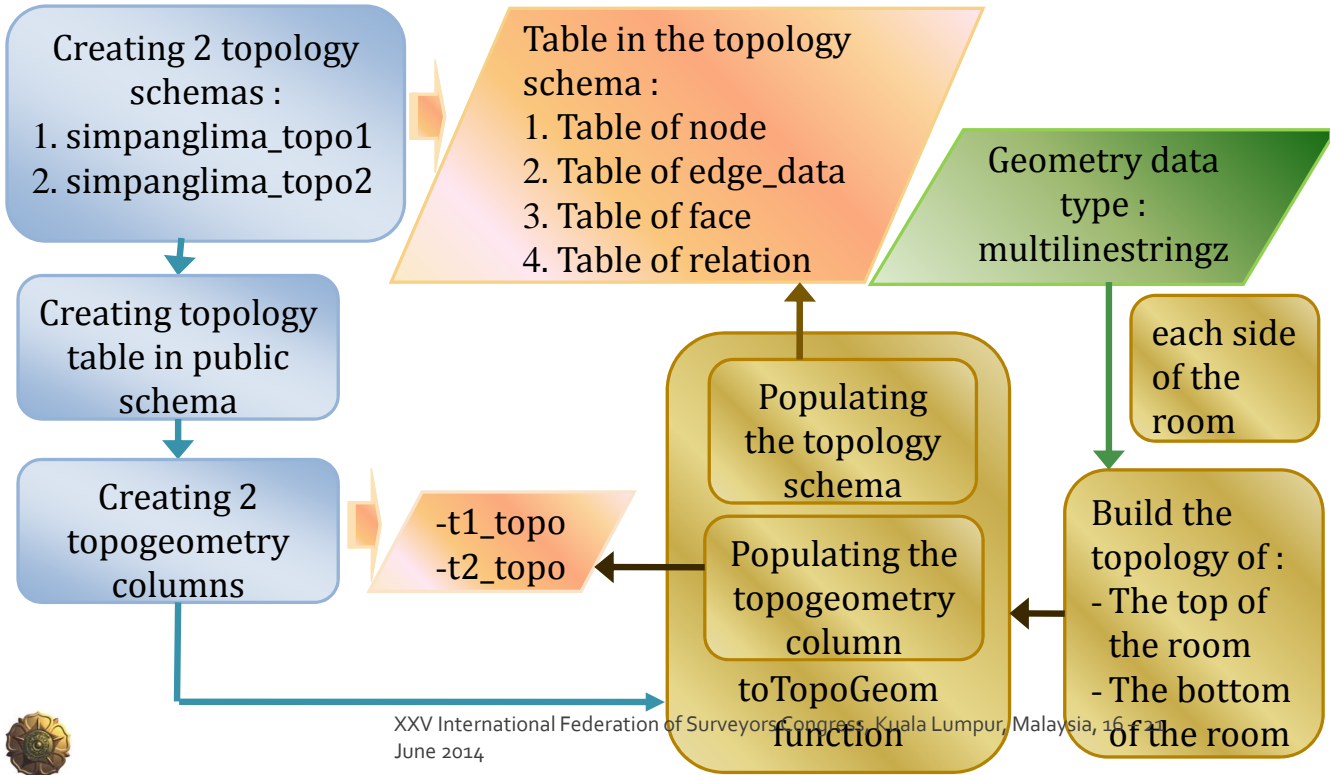 Creating 2 topology
schemas :
1. simpanglima_topo1
2. simpanglima_topo2
Table in the topology
schema :
1. Table of node
2. Table of edge_data
3. Table of face
4. Table of relation
Geometry data
type :
multilinestringz
Creating topology
table in public
schema
each side
of the
room
Populating
the topology
schema
Creating 2
topogeometry
columns
-t1_topo
-t2_topo
Populating the
topogeometry
column
toTopoGeom
function
Build the
topology of :
- The top of
the room
- The bottom
of the room
XXV International Federation of Surveyors Congress, Kuala Lumpur, Malaysia, 16 – 21
June 2014